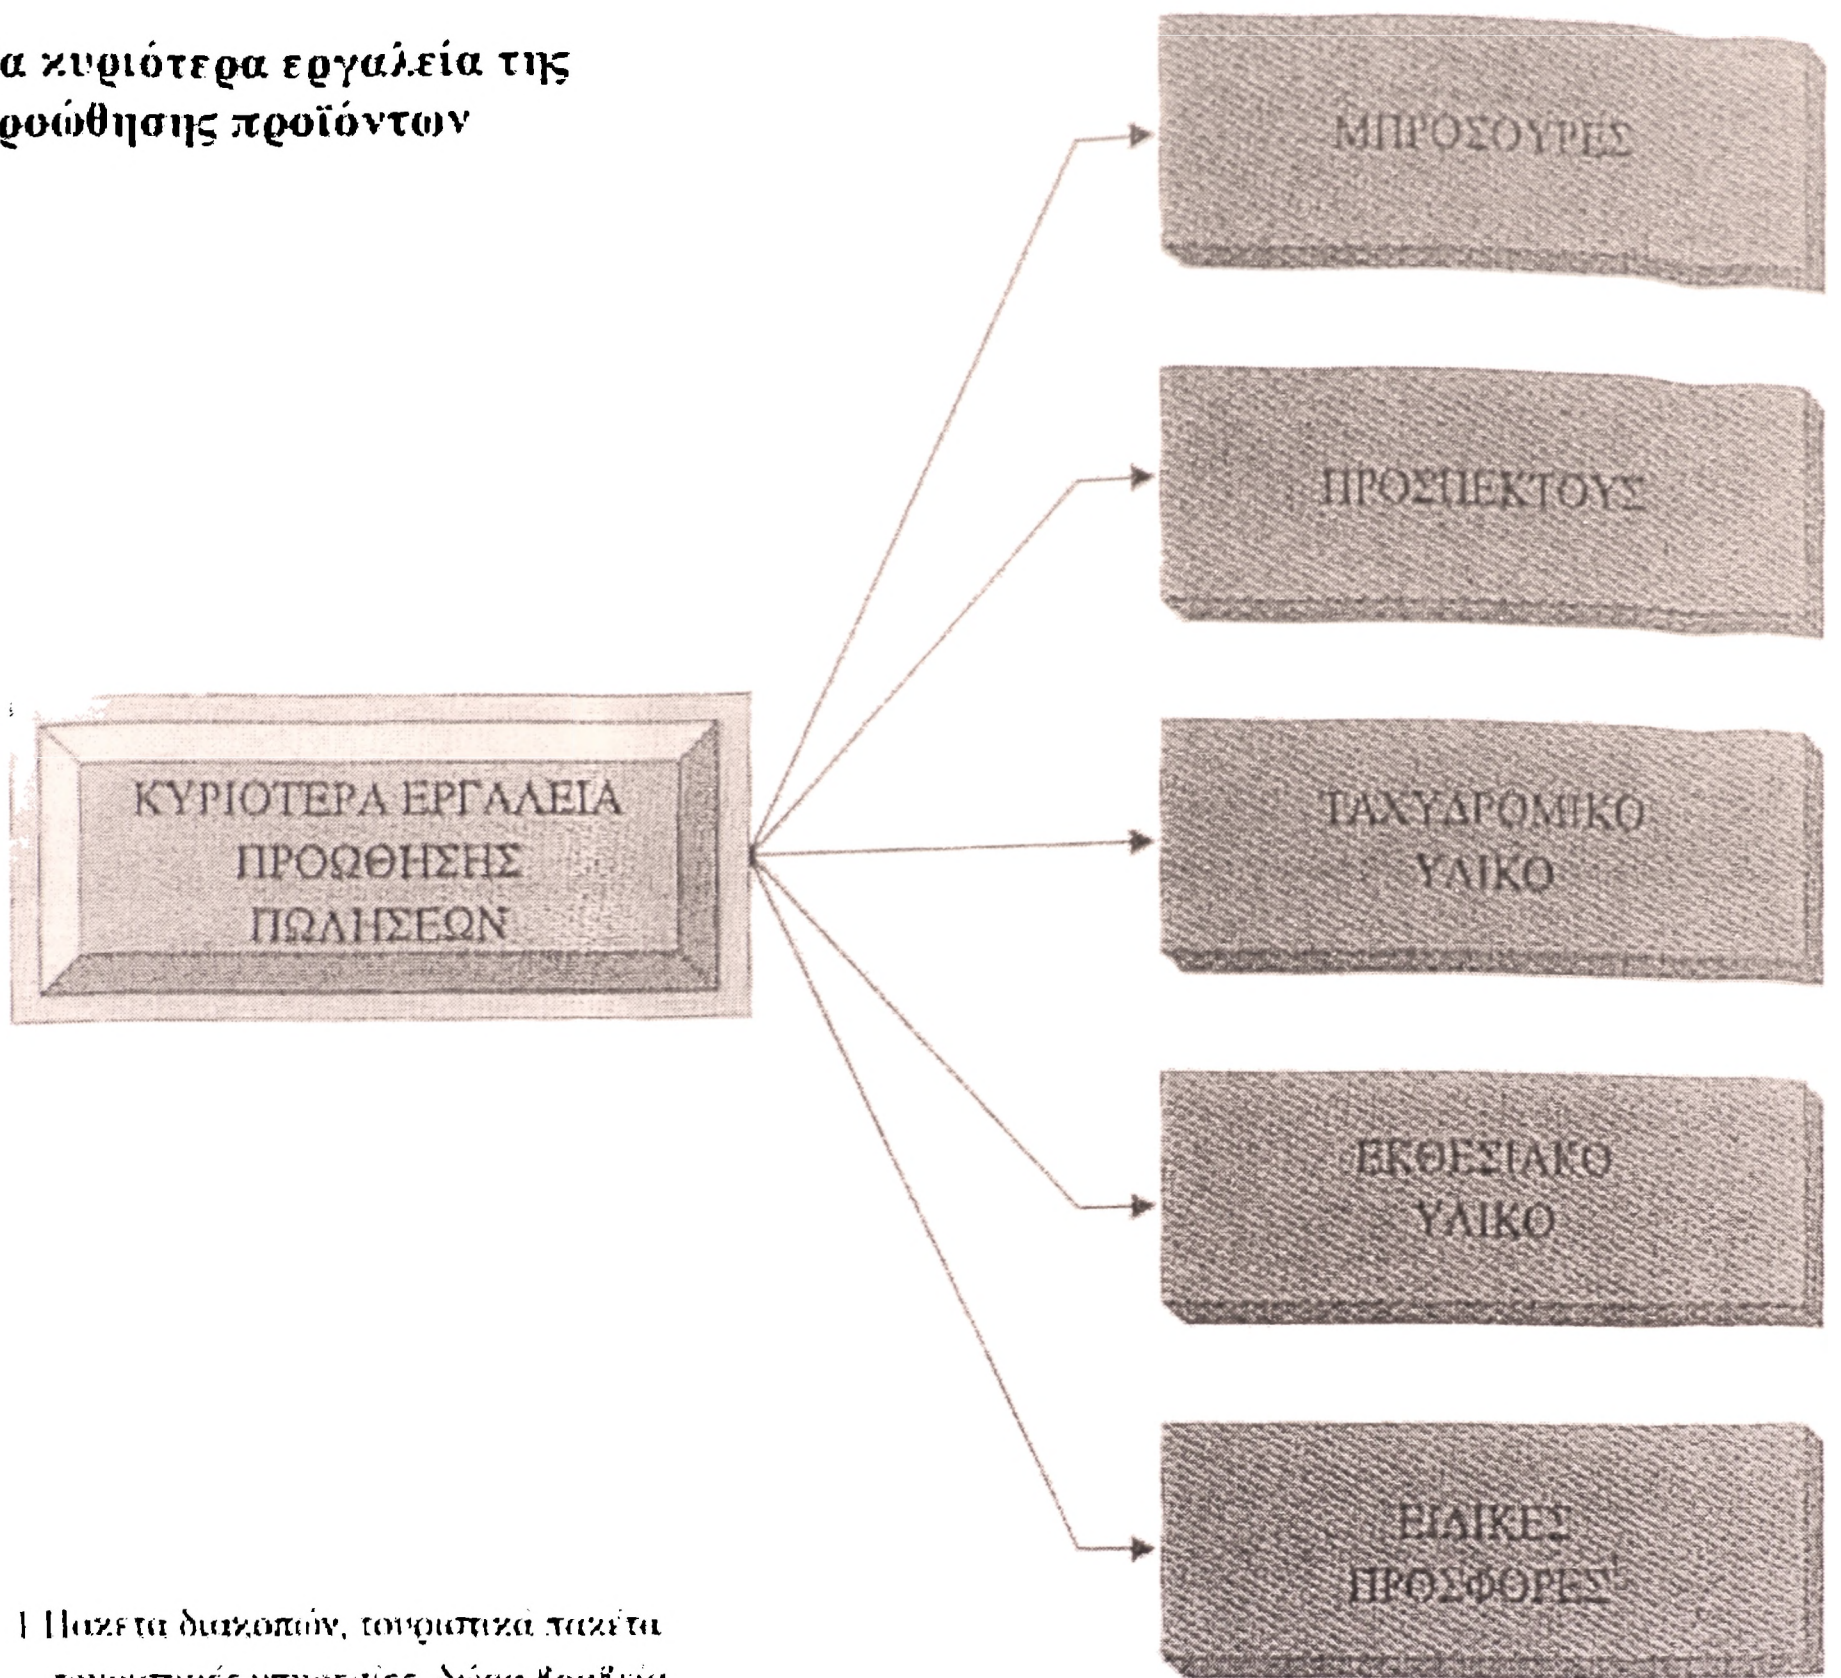 α κυριότερα εργαλεία της
ροώθησης προϊόντων
ΜΠΡΟΣΟΥΡΕΣ
ΠΡΟΣΠΕΚΤΟΥΣ
ΚΥΡΙΟΤΕΡΑ ΕΡΓΑΛΕΙΑ
ΠΡΟΩΘΗΣΗΣ
ΠΩΛΗΣΕΩΝ
ΤΑΧΥΔΡΟΜΙΚΟ
ΥΛΙΚΟ
ΕΚΘΕΣΙΑΚΟ
ΥΛΙΚΟ
ΕΙΔΙΚΕΣ
ΠΡΟΣΦΟΡΕΣ¹
1 Πακέτα διακοπών, τουριστικά πακέτα